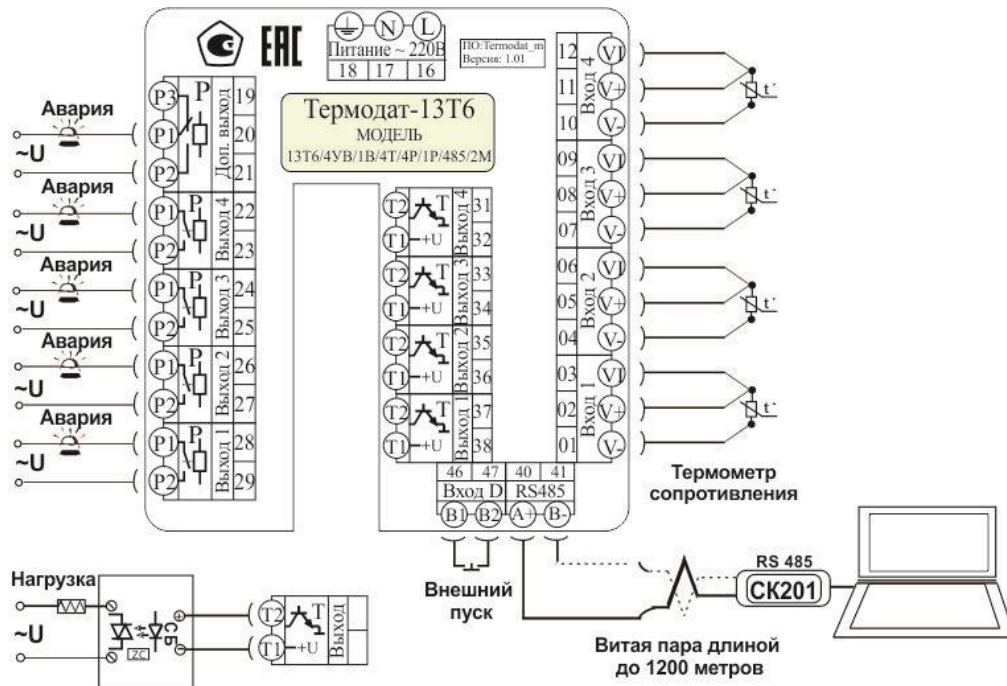 EAC
N L
Питание ~ 220В
18 17 16
ПО:Termodat_m
Версия: 1.01
Термодат-13Т6
МОДЕЛЬ
13Т6/4УВ/1В/4Т/4Р/1Р/485/2М
Авария
~U
P3 P 19
P1 20
P2 21
Доп. выход
Авария
~U
P1 22
P2 23
Выход 4
Авария
~U
P1 P 24
P2 25
Выход 3
Авария
~U
P1 P 26
P2 27
Выход 2
Авария
~U
P1 P 28
P2 29
Выход 1
T2 T 31
T1 +U 32
Выход 4
T2 T 33
T1 +U 34
Выход 3
T2 T 35
T1 +U 36
Выход 2
T2 T 37
T1 +U 38
Выход 1
12 VI
11 V+
10 V-
Вход 4
t°
09 VI
08 V+
07 V-
Вход 3
t°
06 VI
05 V+
04 V-
Вход 2
t°
03 VI
02 V+
01 V-
Вход 1
t°
Термометр
сопротивления
46 47 40 41
Вход D RS485
B1 B2 A+ B-
Внешний
пуск
RS 485
СК201
Витая пара длиной
до 1200 метров
Нагрузка
~U
ZC
СБ
T2 T
T1 +U
Выход